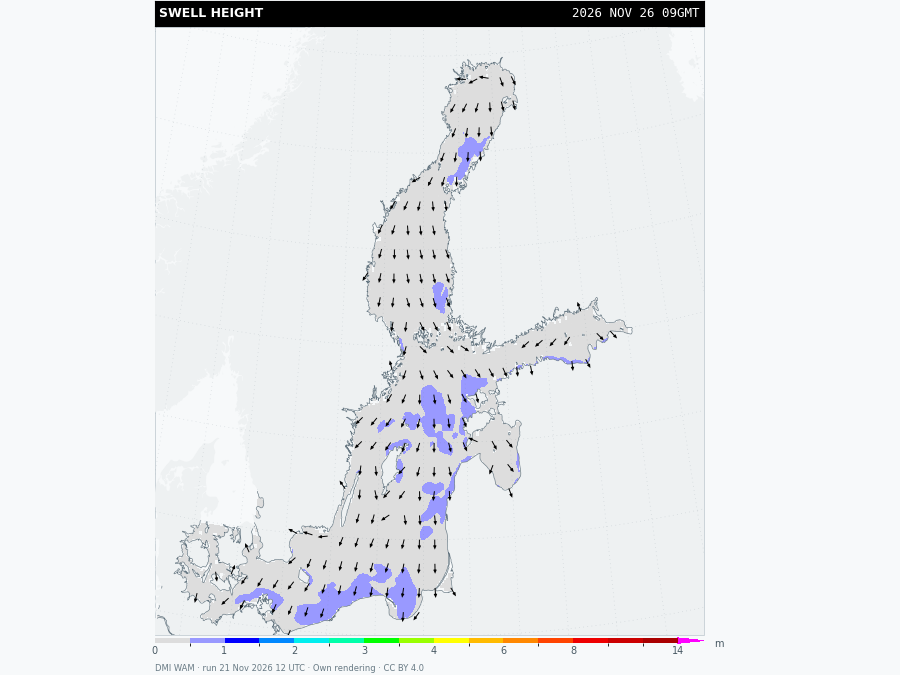 SWELL HEIGHT 2026 NOV 26 09GMT
0 1 2 3 4 6 8 14 m
DMI WAM · run 21 Nov 2026 12 UTC · Own rendering · CC BY 4.0